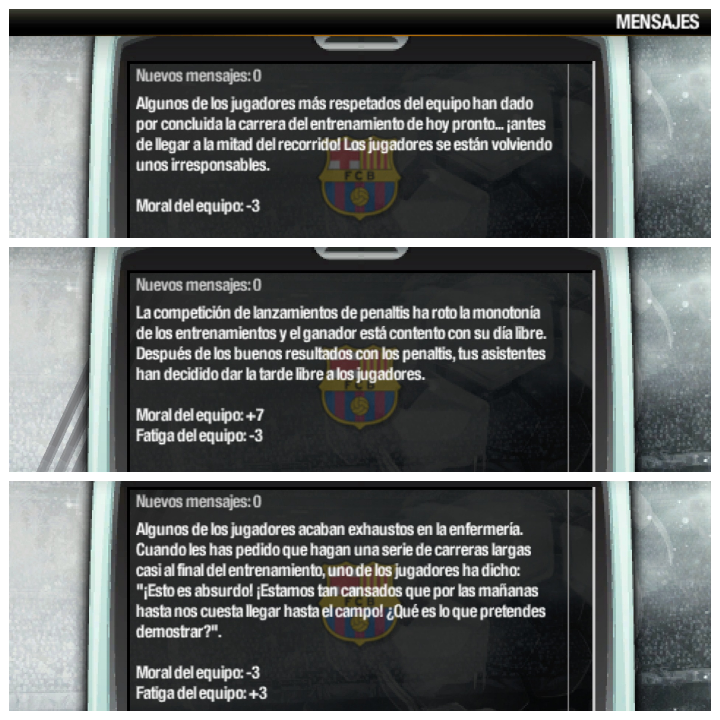 MENSAJES
Nuevos mensajes: 0
Algunos de los jugadores más respetados del equipo han dado
por concluida la carrera del entrenamiento de hoy pronto... ¡antes
de llegar a la mitad del recorrido! Los jugadores se están volviendo
unos irresponsables.
Moral del equipo: -3
FCB
Nuevos mensajes: 0
La competición de lanzamientos de penaltis ha roto la monotonía
de los entrenamientos y el ganador está contento con su día libre.
Después de los buenos resultados con los penaltis, tus asistentes
han decidido dar la tarde libre a los jugadores.
FCB
Moral del equipo: +7
Fatiga del equipo: -3
Nuevos mensajes: 0
Algunos de los jugadores acaban exhaustos en la enfermería.
Cuando les has pedido que hagan una serie de carreras largas
casi al final del entrenamiento, uno de los jugadores ha dicho:
"¡Esto es absurdo! ¡Estamos tan cansados que por las mañanas
hasta nos cuesta llegar hasta el campo! ¿Qué es lo que pretendes
demostrar?".
FCB
Moral del equipo: -3
Fatiga del equipo: +3